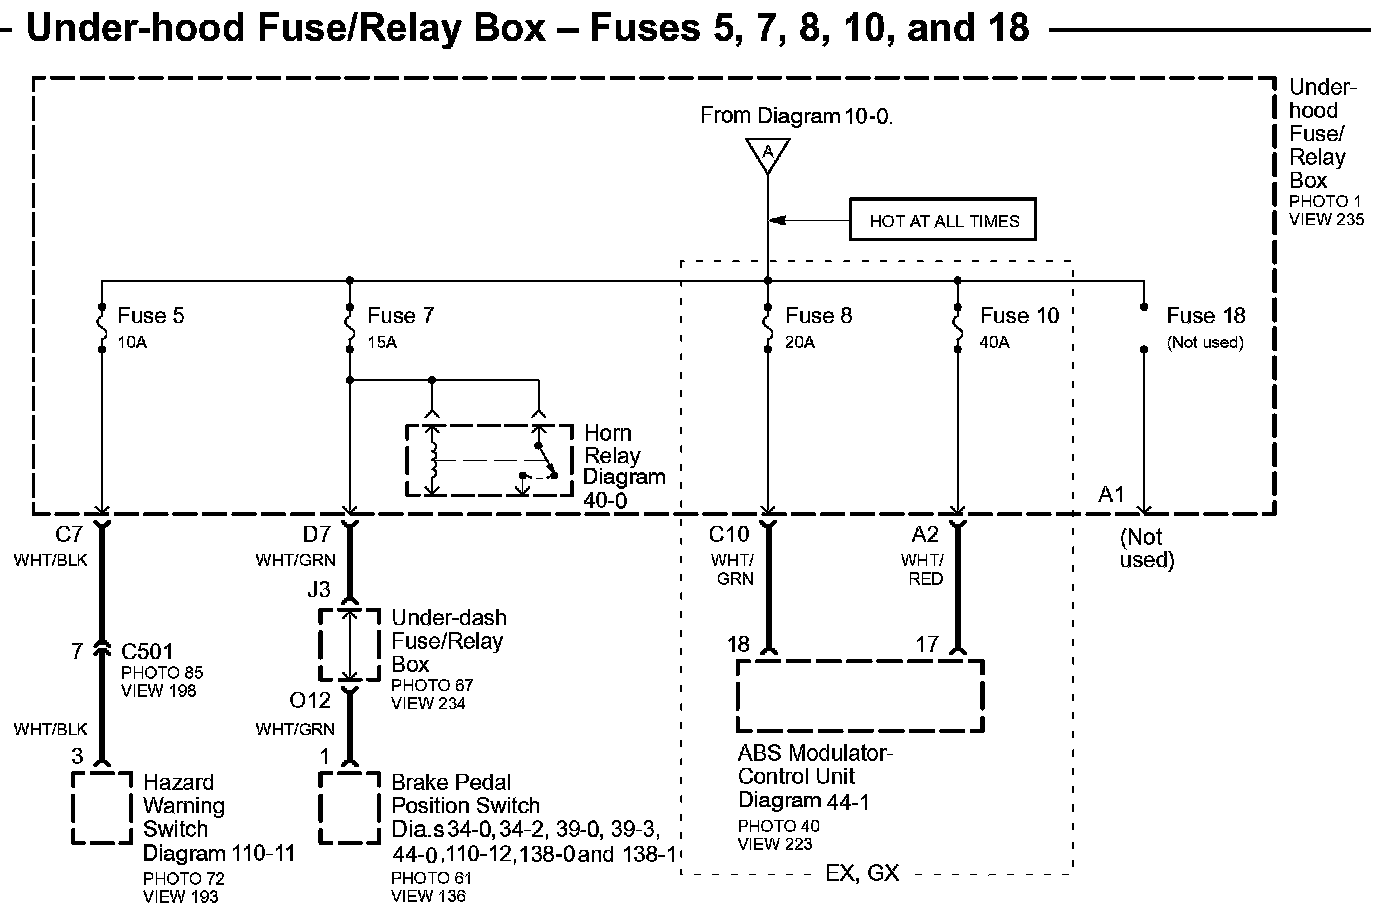 Under-hood Fuse/Relay Box – Fuses 5, 7, 8, 10, and 18
Under-
hood
Fuse/
Relay
Box
PHOTO 1
VIEW 235
From Diagram 10-0.
A
HOT AT ALL TIMES
Fuse 5
10A
Fuse 7
15A
Fuse 8
20A
Fuse 10
40A
Fuse 18
(Not used)
Horn
Relay
Diagram
40-0
C7
WHT/BLK
D7
WHT/GRN
C10
WHT/
GRN
A2
WHT/
RED
A1
(Not
used)
J3
Under-dash
Fuse/Relay
Box
PHOTO 67
VIEW 234
7
C501
PHOTO 85
VIEW 198
O12
WHT/BLK
WHT/GRN
18
17
3
Hazard
Warning
Switch
Diagram 110-11
PHOTO 72
VIEW 193
1
Brake Pedal
Position Switch
Dia.s 34-0, 34-2, 39-0, 39-3,
44-0, 110-12, 138-0 and 138-1
PHOTO 61
VIEW 136
ABS Modulator-
Control Unit
Diagram 44-1
PHOTO 40
VIEW 223
EX, GX